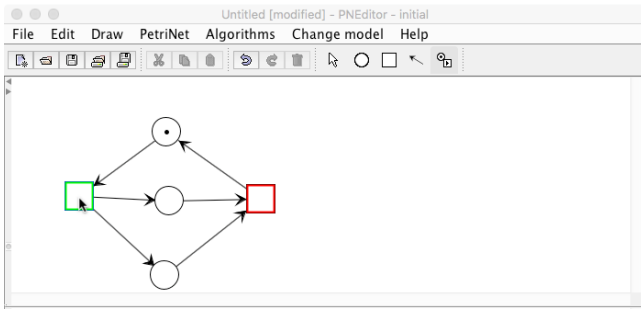 Untitled [modified] - PNEditor - initial
File Edit Draw PetriNet Algorithms Change model Help